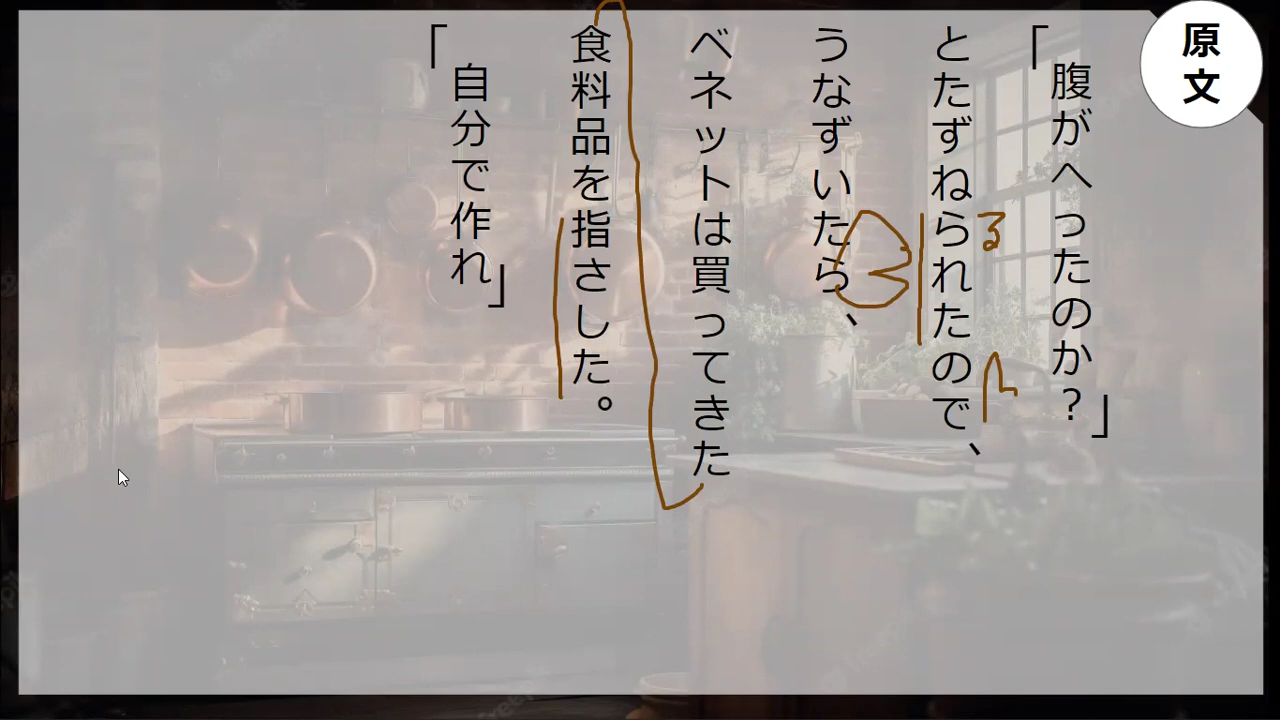 原文
「腹がへったのか？」
とたずねられたので、
うなずいたら、
ベネットは買ってきた
食料品を指さした。
「自分で作れ」
る